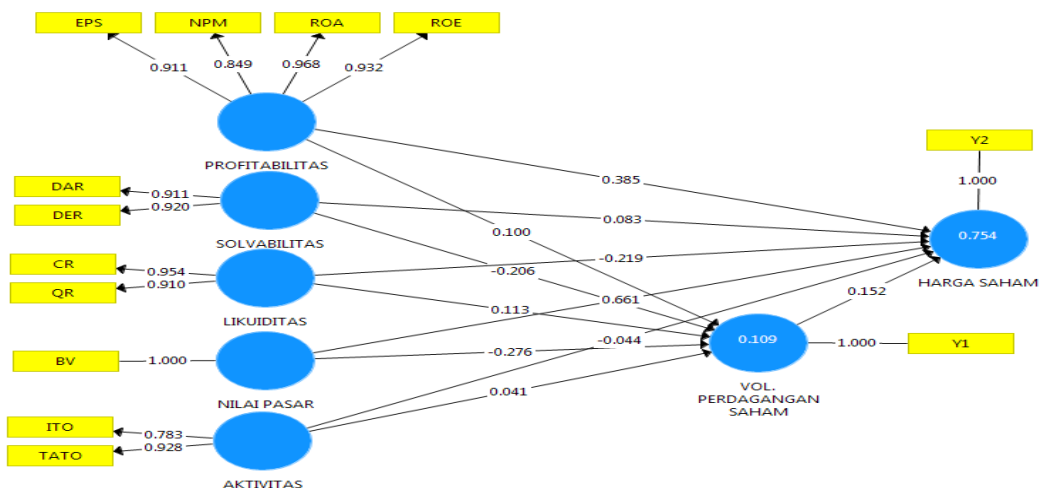 EPS
NPM
ROA
ROE
0.911
0.849
0.968
0.932
PROFITABILITAS
DAR
DER
0.911
0.920
SOLVABILITAS
CR
QR
0.954
0.910
LIKUIDITAS
BV
1.000
NILAI PASAR
ITO
TATO
0.783
0.928
AKTIVITAS
0.385
0.083
0.100
-0.219
-0.206
0.661
0.113
-0.044
-0.276
0.041
0.152
Y2
1.000
0.754
HARGA SAHAM
0.109
1.000
Y1
VOL.
PERDAGANGAN
SAHAM